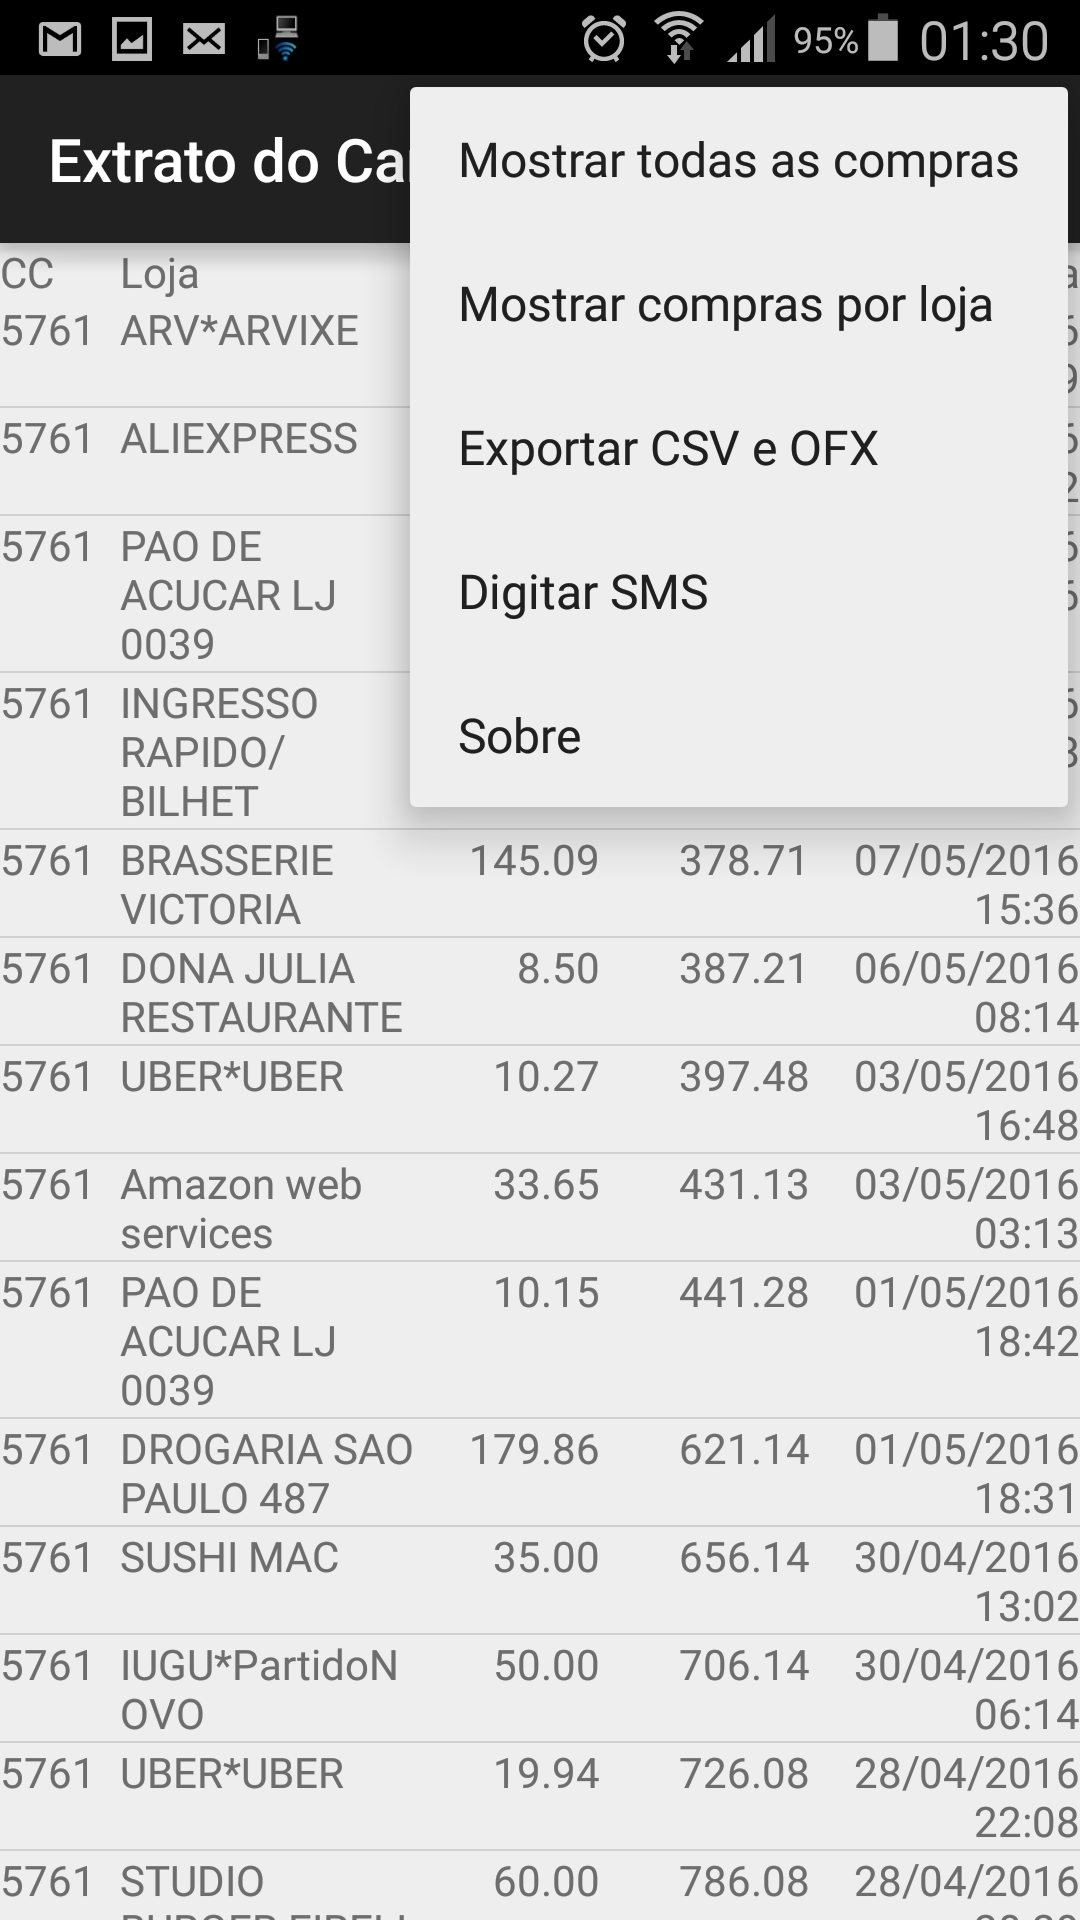 95% 01:30
Extrato do Ca
Mostrar todas as compras
Mostrar compras por loja
Exportar CSV e OFX
Digitar SMS
Sobre
CC Loja
5761 ARV*ARVIXE
5761 ALIEXPRESS
5761 PAO DE
ACUCAR LJ
0039
5761 INGRESSO
RAPIDO/
BILHET
5761 BRASSERIE 145.09 378.71 07/05/2016
VICTORIA 15:36
5761 DONA JULIA 8.50 387.21 06/05/2016
RESTAURANTE 08:14
5761 UBER*UBER 10.27 397.48 03/05/2016
16:48
5761 Amazon web 33.65 431.13 03/05/2016
services 03:13
5761 PAO DE 10.15 441.28 01/05/2016
ACUCAR LJ 18:42
0039
5761 DROGARIA SAO 179.86 621.14 01/05/2016
PAULO 487 18:31
5761 SUSHI MAC 35.00 656.14 30/04/2016
13:02
5761 IUGU*PartidoN 50.00 706.14 30/04/2016
OVO 06:14
5761 UBER*UBER 19.94 726.08 28/04/2016
22:08
5761 STUDIO 60.00 786.08 28/04/2016